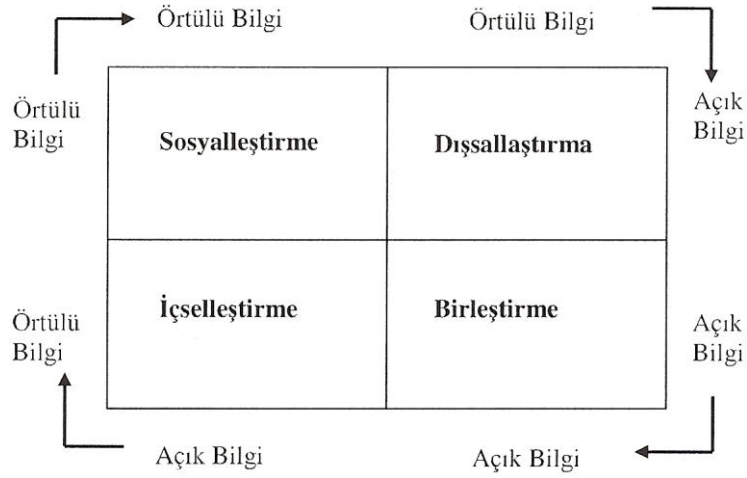 Örtülü Bilgi
Örtülü Bilgi
Örtülü
Bilgi
Sosyalleştirme
Dışsallaştırma
Açık
Bilgi
Örtülü
Bilgi
İçselleştirme
Birleştirme
Açık
Bilgi
Açık Bilgi
Açık Bilgi